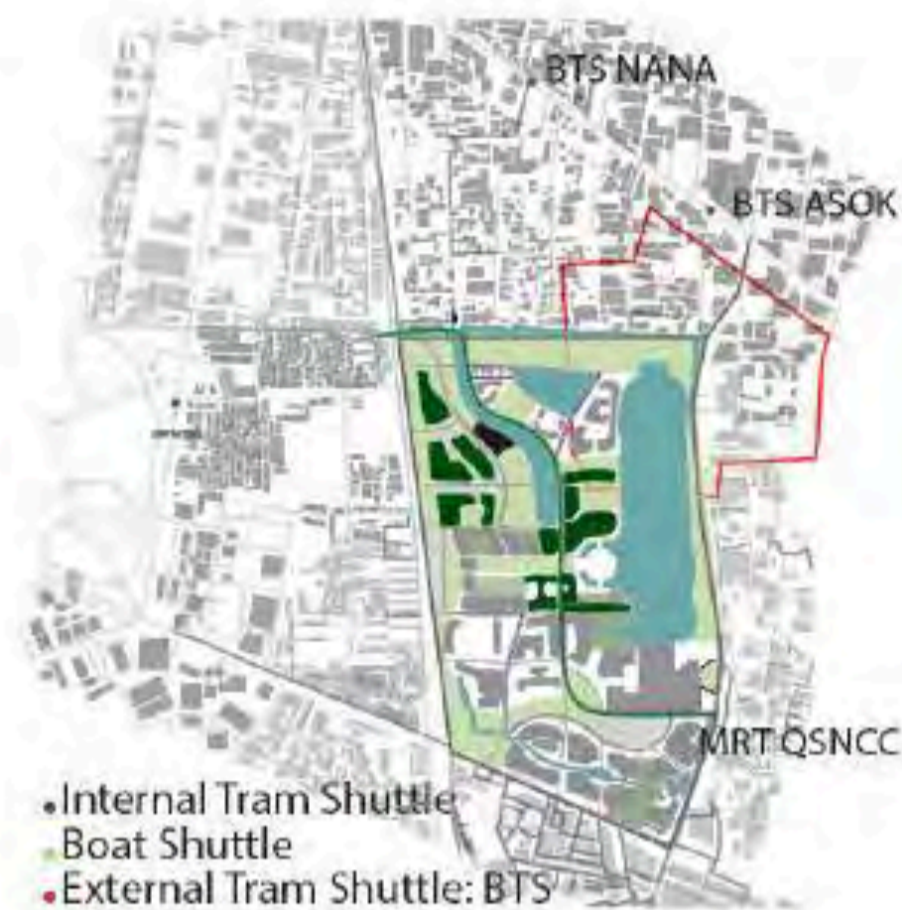 BTS NANA
BTS ASOK
MRT QSNCC
Internal Tram Shuttle
Boat Shuttle
External Tram Shuttle: BTS